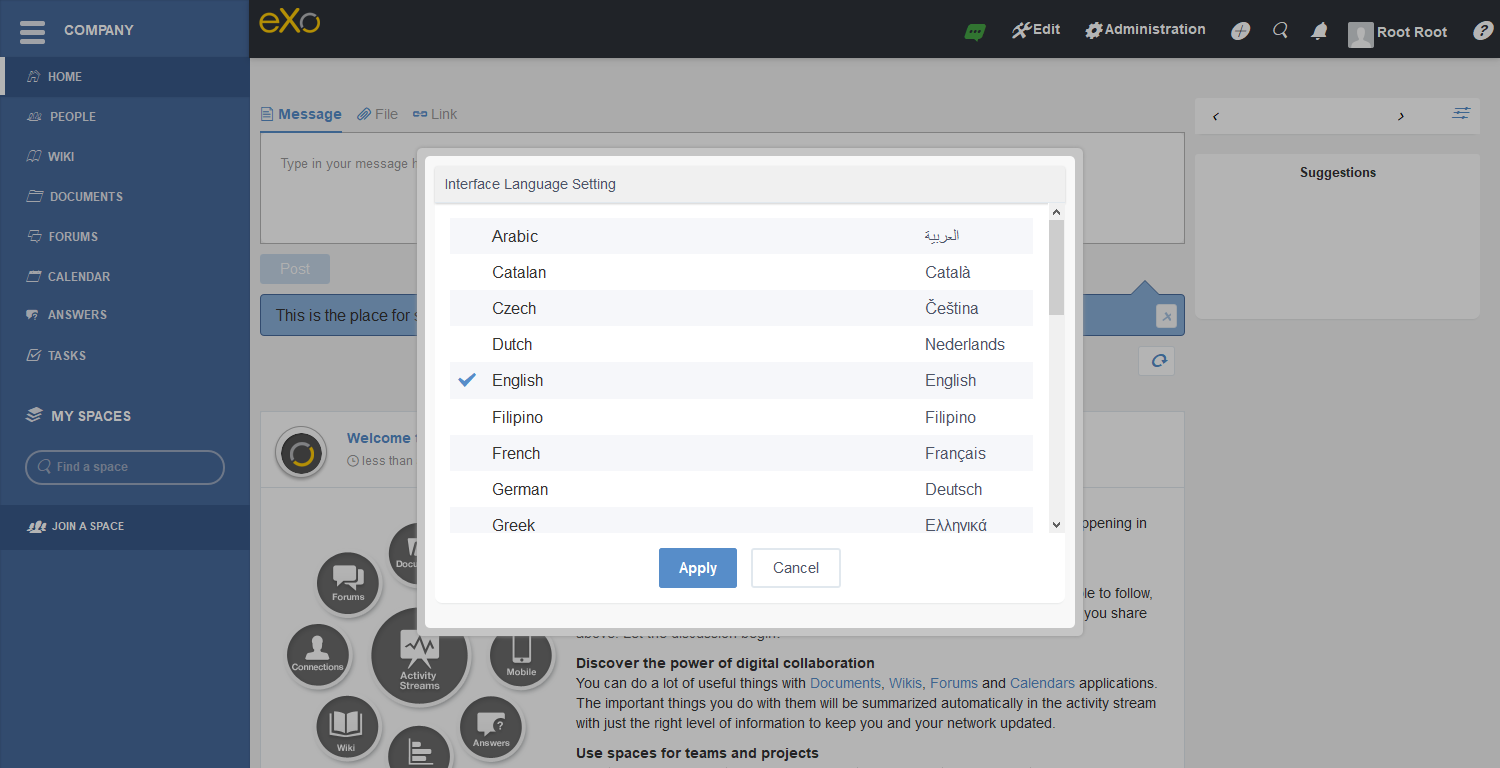 COMPANY
HOME
PEOPLE
WIKI
DOCUMENTS
FORUMS
CALENDAR
ANSWERS
TASKS
MY SPACES
Find a space
JOIN A SPACE
eXo
Edit
Administration
Root Root
?
Message
File
Link
Type in your message
Post
This is the place for
Suggestions
Interface Language Setting
Arabic العربية
Catalan Català
Czech Čeština
Dutch Nederlands
English English
Filipino Filipino
French Français
German Deutsch
Greek Ελληνικά
Apply
Cancel
Welcome
less than
Forums
Connections
Activity
Streams
Mobile
Wiki
Answers
to follow,
you share
Discover the power of digital collaboration
You can do a lot of useful things with Documents, Wikis, Forums and Calendars applications.
The important things you do with them will be summarized automatically in the activity stream
with just the right level of information to keep you and your network updated.
Use spaces for teams and projects